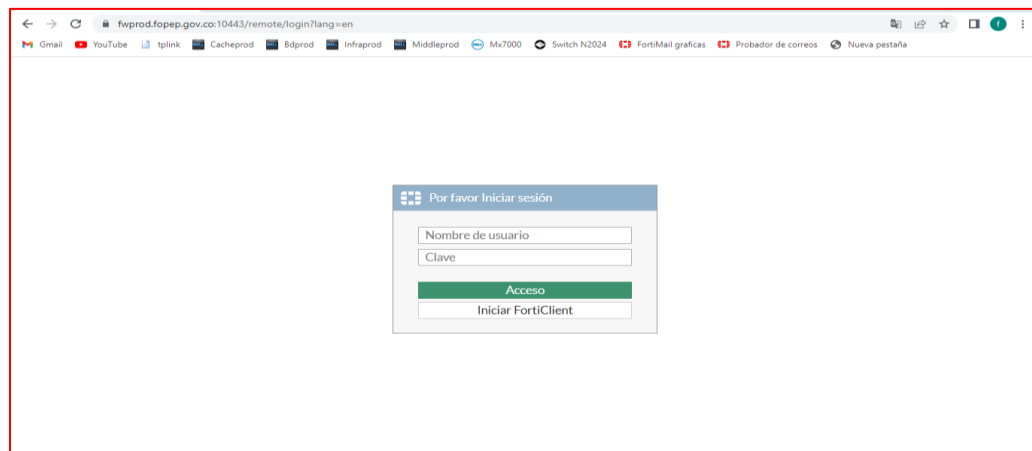 fwprod.fopep.gov.co:10443/remote/login?lang=en
Gmail YouTube tplink Cacheprod Bdprod Infraprod Middleprod Mx7000 Switch N2024 FortiMail graficas Probador de correos Nueva pestaña
Por favor Iniciar sesión
Nombre de usuario
Clave
Acceso
Iniciar FortiClient